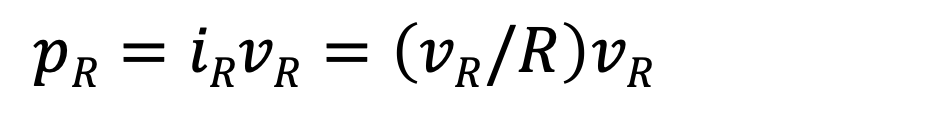 p_R = i_R v_R = (v_R/R)v_R